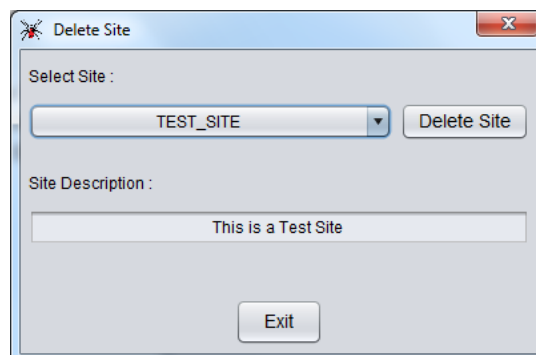 Delete Site
Select Site :
TEST_SITE
Delete Site
Site Description :
This is a Test Site
Exit